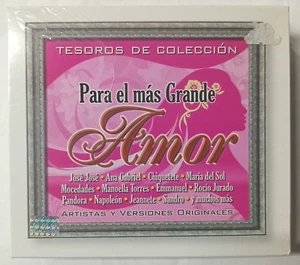 TESOROS DE COLECCIÓN
Para el más Grande
Amor
José José • Ana Gabriel • Chiquetete • María del Sol
Mocedades • Manoella Torres • Emmanuel • Rocío Jurado
Pandora • Napoleón • Jeannete • Sandro • y muchos más
ARTISTAS Y VERSIONES ORIGINALES